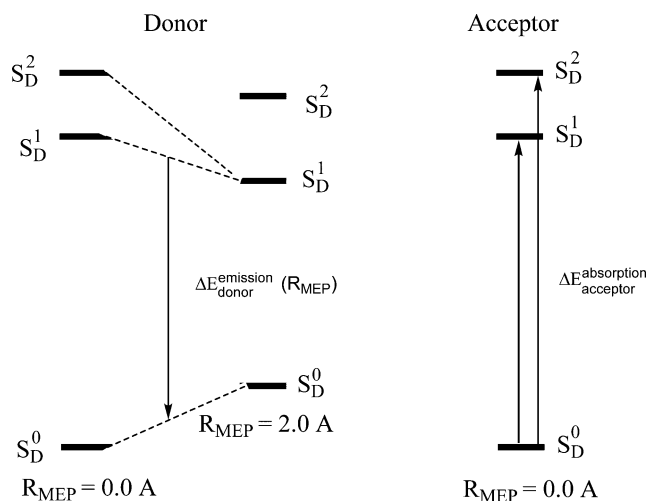 Donor
Acceptor
S_D^2
S_D^2
S_D^2
S_D^1
S_D^1
S_D^1
ΔE_donor^emission (R_MEP)
ΔE_acceptor^absorption
S_D^0
R_MEP = 2.0 A
S_D^0
S_D^0
R_MEP = 0.0 A
R_MEP = 0.0 A